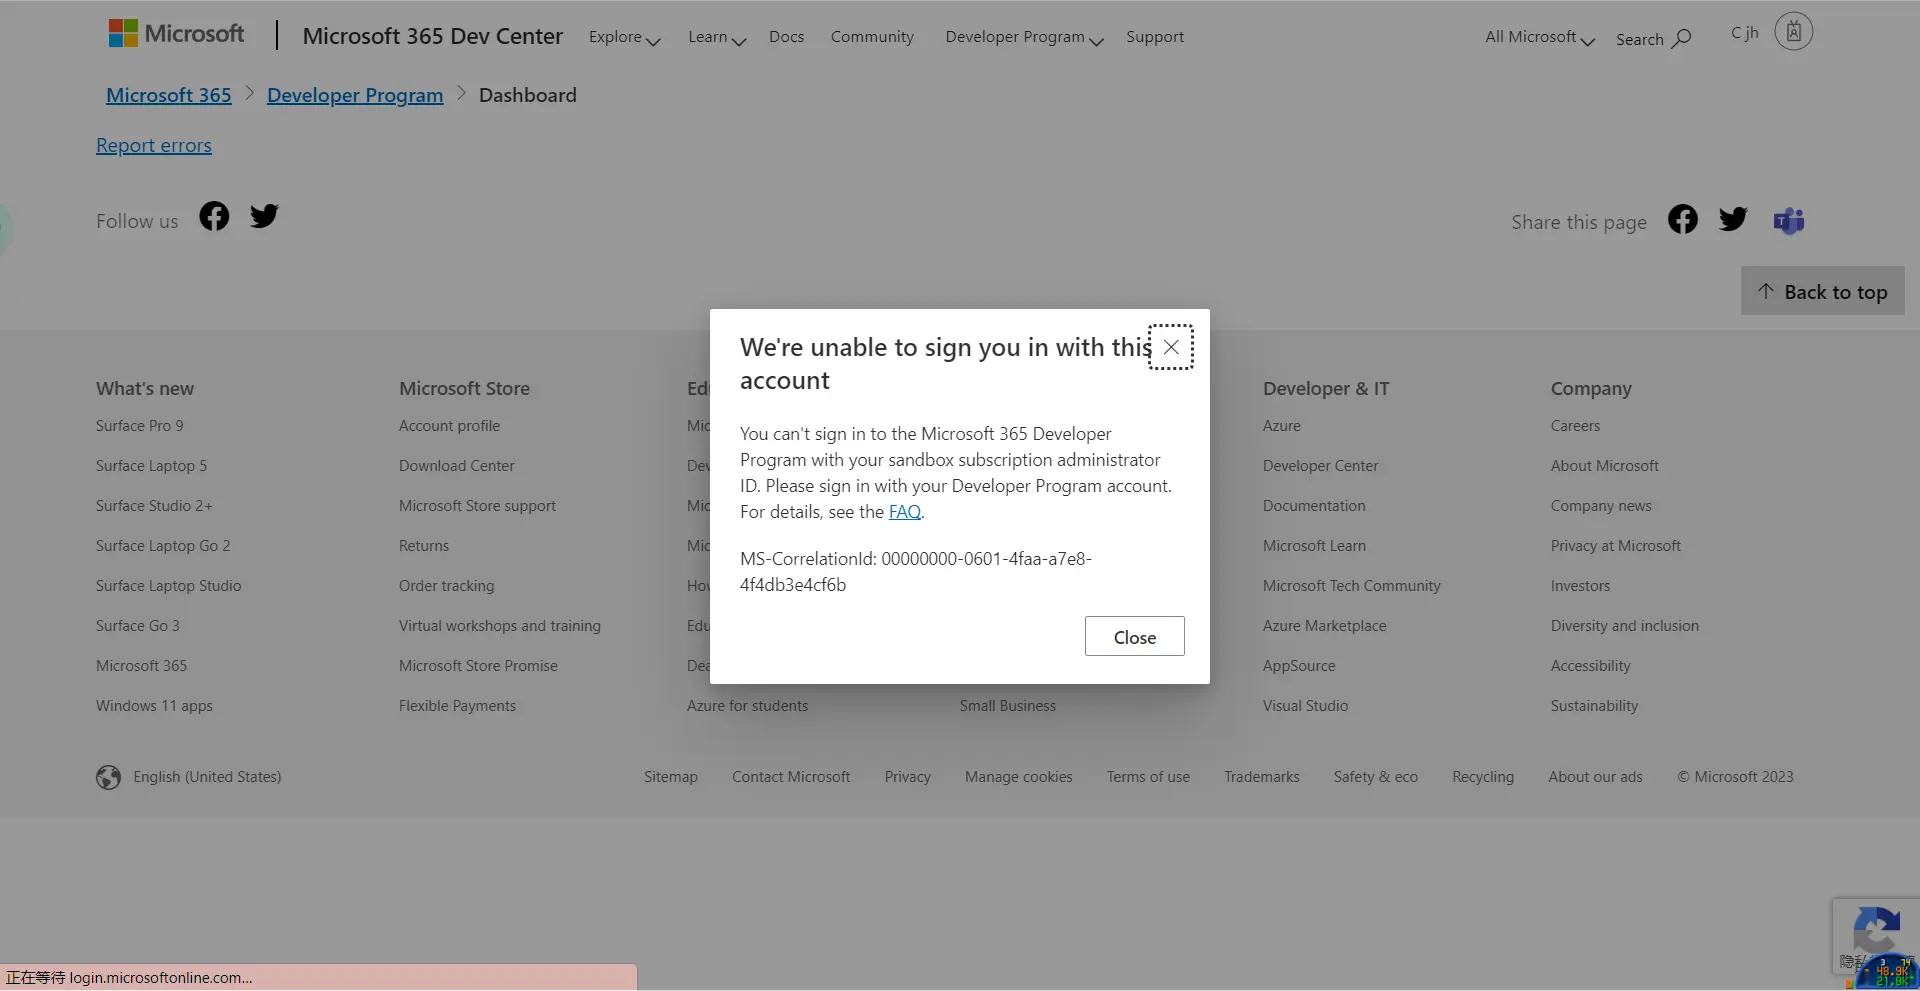 Microsoft
Microsoft 365 Dev Center
Explore
Learn
Docs
Community
Developer Program
Support
All Microsoft
Search
C jh
Microsoft 365 > Developer Program > Dashboard
Report errors
Follow us
Share this page
Back to top
We're unable to sign you in with this
account
You can't sign in to the Microsoft 365 Developer
Program with your sandbox subscription administrator
ID. Please sign in with your Developer Program account.
For details, see the FAQ.
MS-CorrelationId: 00000000-0601-4faa-a7e8-
4f4db3e4cf6b
Close
What's new
Surface Pro 9
Surface Laptop 5
Surface Studio 2+
Surface Laptop Go 2
Surface Laptop Studio
Surface Go 3
Microsoft 365
Windows 11 apps
Microsoft Store
Account profile
Download Center
Microsoft Store support
Returns
Order tracking
Virtual workshops and training
Microsoft Store Promise
Flexible Payments
Azure for students
Small Business
Developer & IT
Azure
Developer Center
Documentation
Microsoft Learn
Microsoft Tech Community
Azure Marketplace
AppSource
Visual Studio
Company
Careers
About Microsoft
Company news
Privacy at Microsoft
Investors
Diversity and inclusion
Accessibility
Sustainability
English (United States)
Sitemap
Contact Microsoft
Privacy
Manage cookies
Terms of use
Trademarks
Safety & eco
Recycling
About our ads
© Microsoft 2023
正在等待 login.microsoftonline.com...